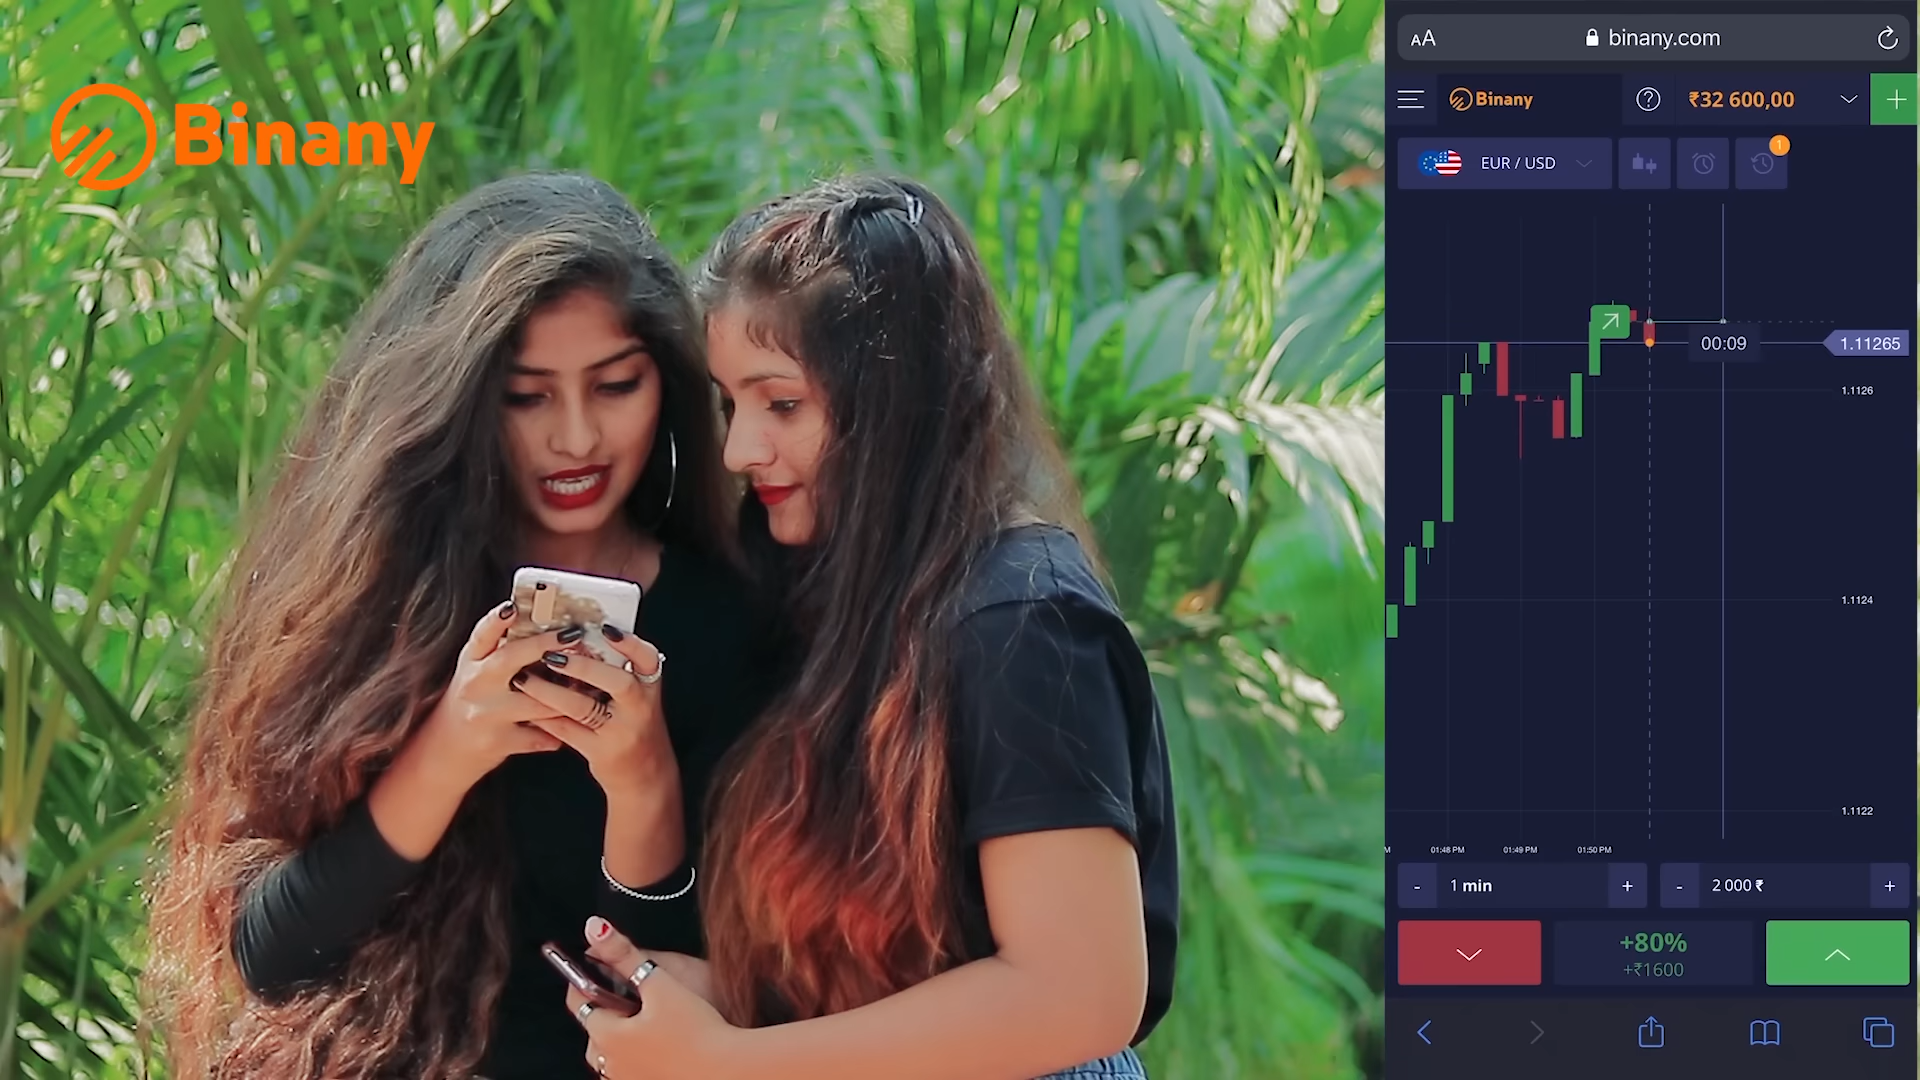 Binany
AA binany.com
Binany ? ₹32 600,00 +
EUR / USD 1
00:09 1.11265
1.1126
1.1124
1.1122
M 01:48 PM 01:49 PM 01:50 PM
- 1 min + - 2 000 ₹ +
+80%
+₹1600